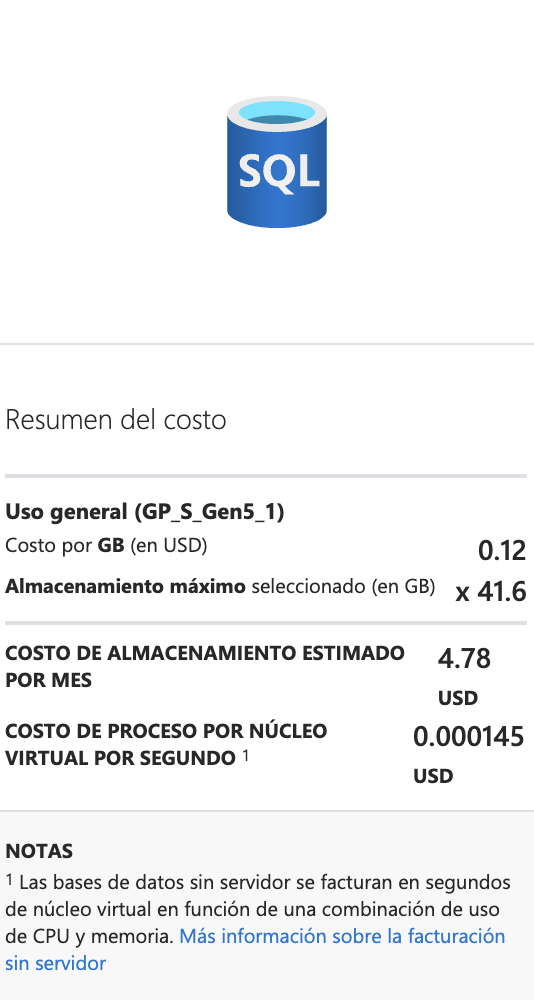 SQL
Resumen del costo
Uso general (GP_S_Gen5_1)
Costo por GB (en USD) 0.12
Almacenamiento máximo seleccionado (en GB) x 41.6
COSTO DE ALMACENAMIENTO ESTIMADO
POR MES
4.78
USD
COSTO DE PROCESO POR NÚCLEO
VIRTUAL POR SEGUNDO ¹
0.000145
USD
NOTAS
¹ Las bases de datos sin servidor se facturan en segundos
de núcleo virtual en función de una combinación de uso
de CPU y memoria. Más información sobre la facturación
sin servidor